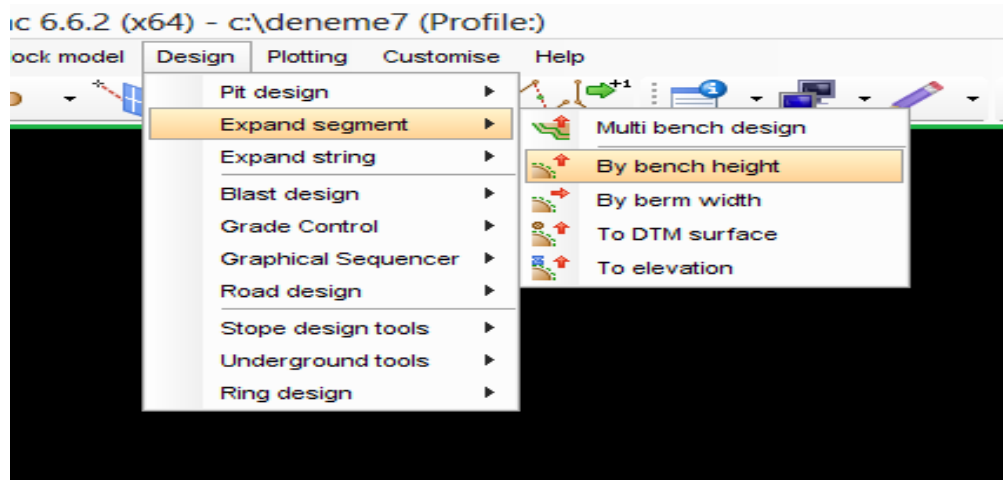 ac 6.6.2 (x64) - c:\deneme7 (Profile:)
ock model Design Plotting Customise Help
Pit design
+1
Expand segment
Multi bench design
Expand string
By bench height
Blast design
By berm width
Grade Control
To DTM surface
Graphical Sequencer
To elevation
Road design
Stope design tools
Underground tools
Ring design